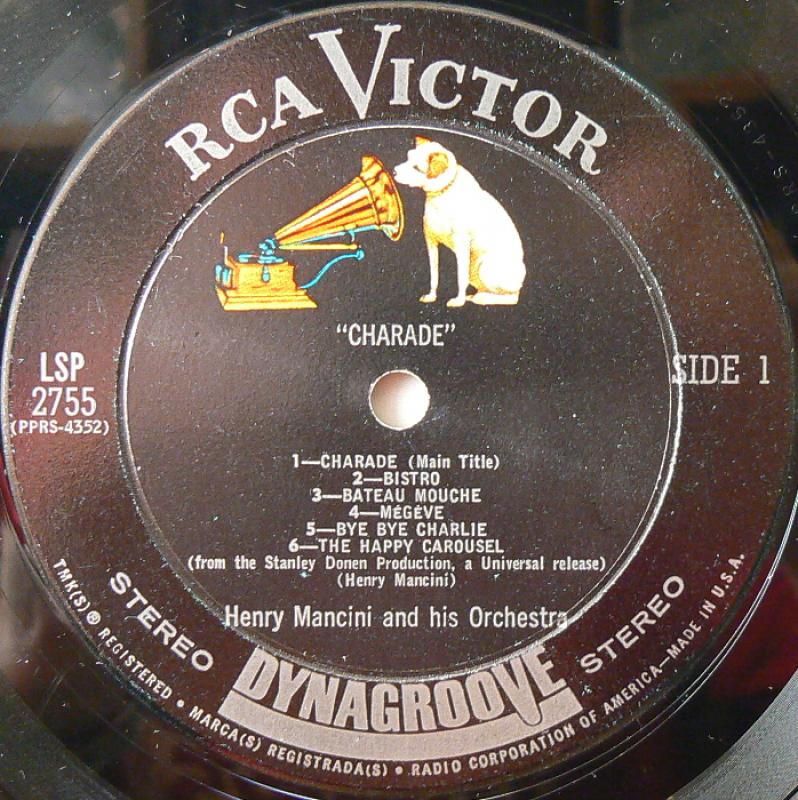 RCA VICTOR
"CHARADE"
LSP
2755
(PPRS-4352)
SIDE 1
1—CHARADE (Main Title)
2—BISTRO
3—BATEAU MOUCHE
4—MéGéVE
5—BYE BYE CHARLIE
6—THE HAPPY CAROUSEL
(from the Stanley Donen Production, a Universal release)
(Henry Mancini)
Henry Mancini and his Orchestra
STEREO
DYNAGROOVE
STEREO
TMK(S) ® REGISTERED • MARCA(S) REGISTRADA(S) • RADIO CORPORATION OF AMERICA—MADE IN U.S.A.